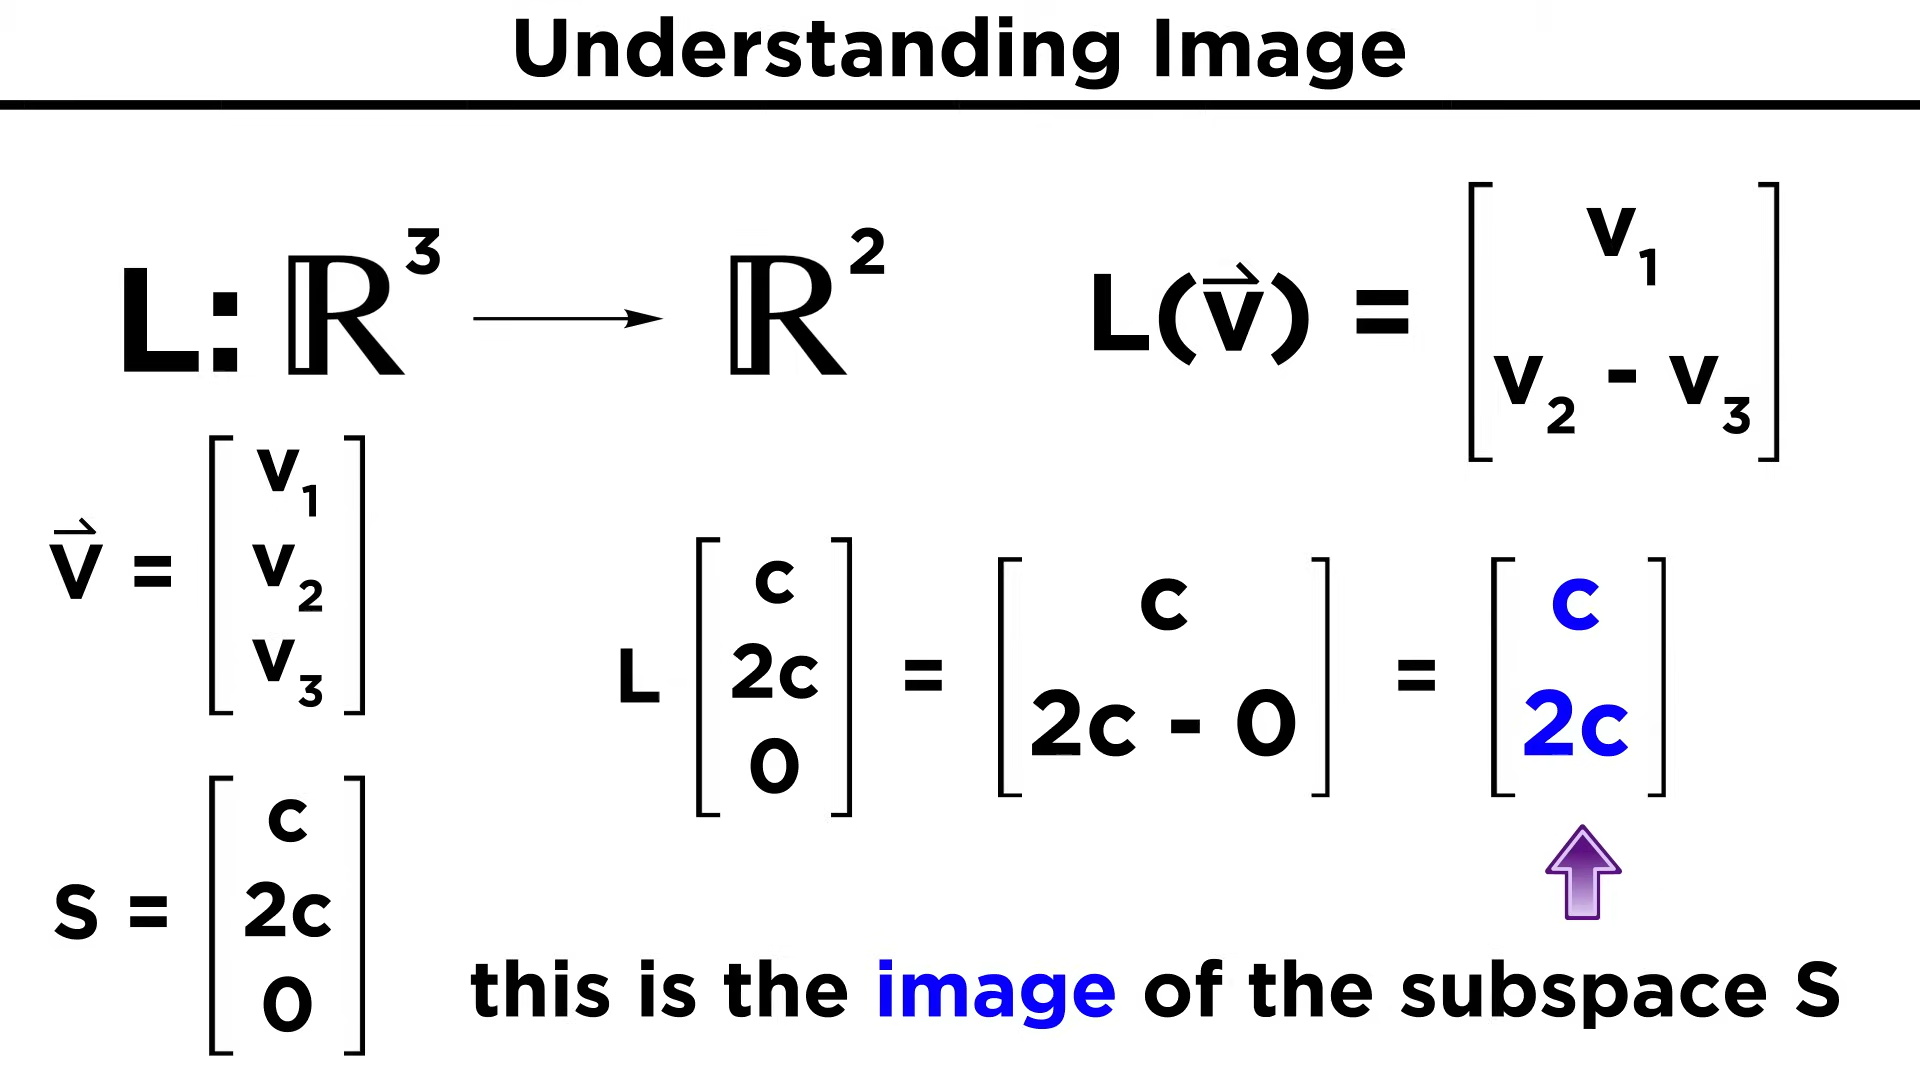 Understanding Image
L: ℝ³ ⟶ ℝ²
L(v⃗) = [ v₁ ; v₂ - v₃ ]
v⃗ = [ v₁ ; v₂ ; v₃ ]
L [ c ; 2c ; 0 ] = [ c ; 2c - 0 ] = [ c ; 2c ]
S = [ c ; 2c ; 0 ]
this is the image of the subspace S